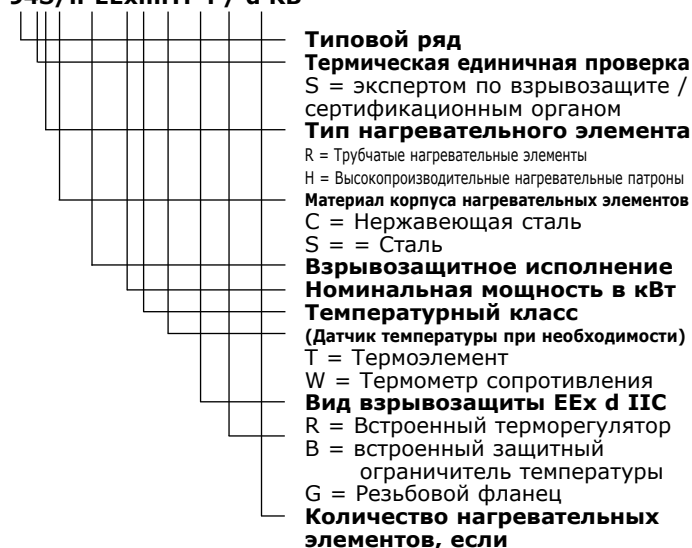 Типовой ряд
Термическая единичная проверка
S = экспертом по взрывозащите /
сертификационным органом
Тип нагревательного элемента
R = Трубчатые нагревательные элементы
H = Высокопроизводительные нагревательные патроны
Материал корпуса нагревательных элементов
C = Нержавеющая сталь
S = = Сталь
Взрывозащитное исполнение
Номинальная мощность в кВт
Температурный класс
(Датчик температуры при необходимости)
T = Термоэлемент
W = Термометр сопротивления
Вид взрывозащиты EEx d IIC
R = Встроенный терморегулятор
B = встроенный защитный
ограничитель температуры
G = Резьбовой фланец
Количество нагревательных
элементов, если